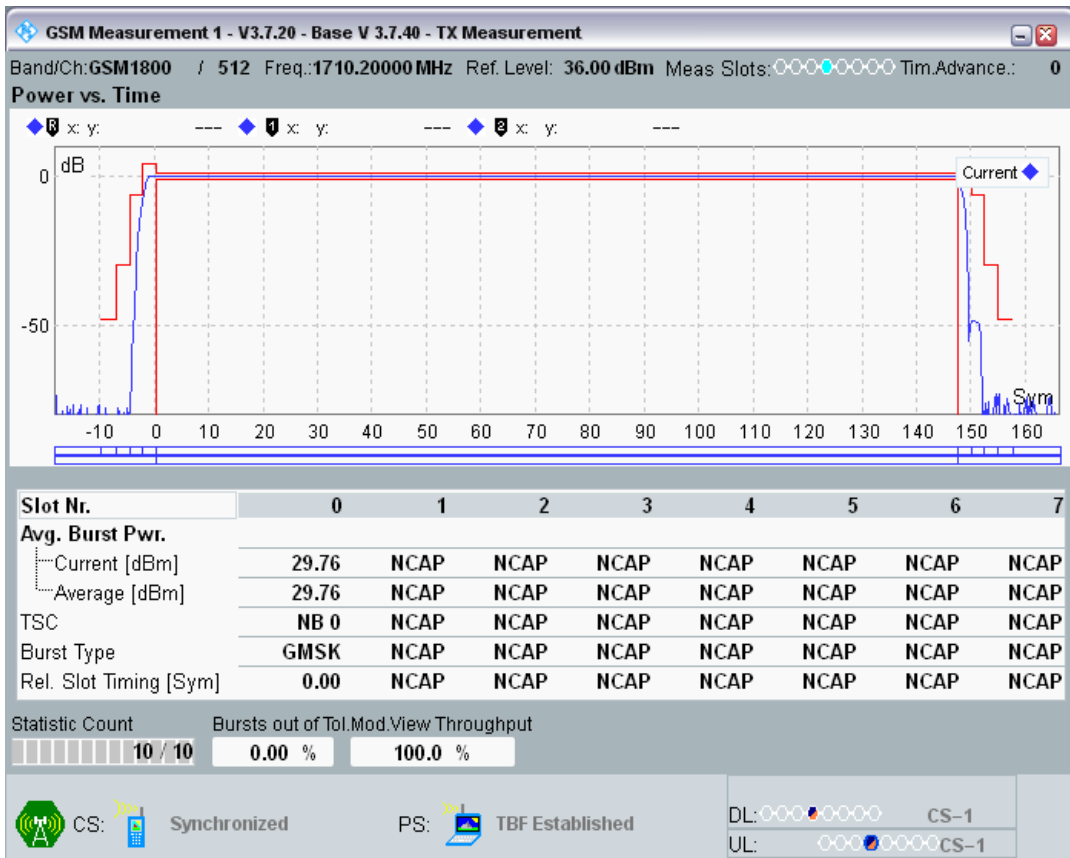 GSM Measurement 1 - V3.7.20 - Base V 3.7.40 - TX Measurement
Band/Ch:GSM1800 / 512 Freq.:1710.20000 MHz Ref. Level: 36.00 dBm Meas Slots: Tim.Advance.: 0
Power vs. Time
R x: y: --- 1 x: y: --- 2 x: y: ---
dB
Current
0
-50
Sym
-10 0 10 20 30 40 50 60 70 80 90 100 110 120 130 140 150 160
Slot Nr. 0 1 2 3 4 5 6 7
Avg. Burst Pwr.
Current [dBm] 29.76 NCAP NCAP NCAP NCAP NCAP NCAP NCAP
Average [dBm] 29.76 NCAP NCAP NCAP NCAP NCAP NCAP NCAP
TSC NB 0 NCAP NCAP NCAP NCAP NCAP NCAP NCAP
Burst Type GMSK NCAP NCAP NCAP NCAP NCAP NCAP NCAP
Rel. Slot Timing [Sym] 0.00 NCAP NCAP NCAP NCAP NCAP NCAP NCAP
Statistic Count Bursts out of Tol.Mod.View Throughput
10 / 10 0.00 % 100.0 %
CS: Synchronized PS: TBF Established
DL: CS-1
UL: CS-1